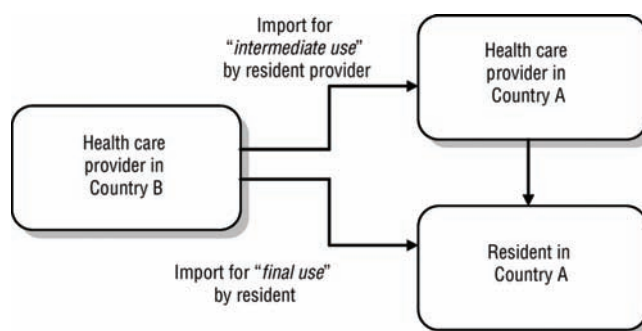 Import for
“intermediate use”
by resident provider
Health care
provider in
Country A
Health care
provider in
Country B
Import for “final use”
by resident
Resident in
Country A